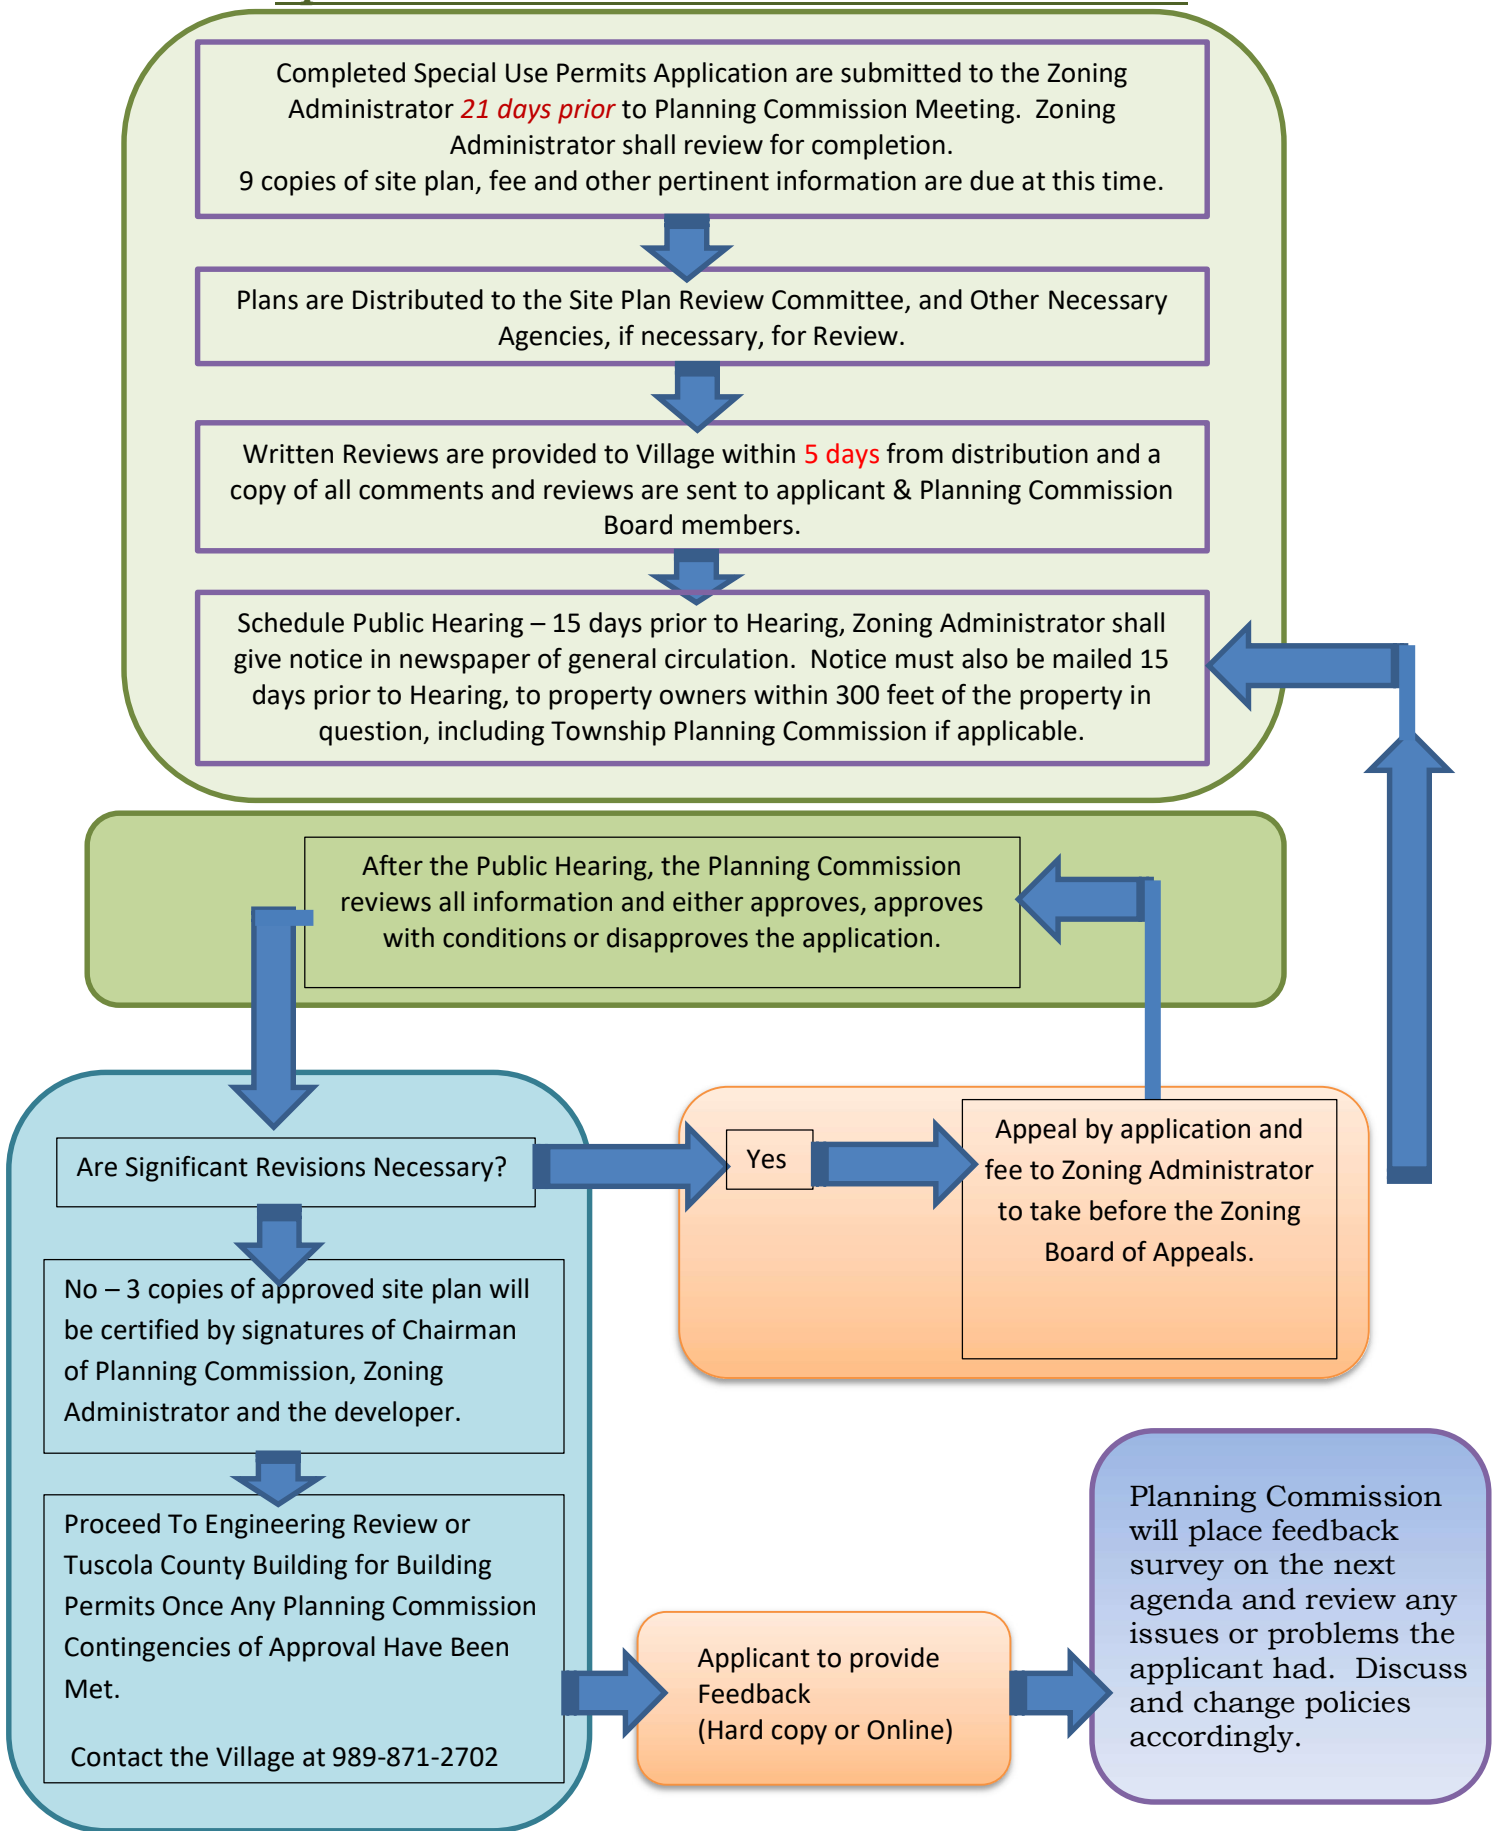 Completed Special Use Permits Application are submitted to the Zoning
Administrator 21 days prior to Planning Commission Meeting.  Zoning
Administrator shall review for completion.
9 copies of site plan, fee and other pertinent information are due at this time.
Plans are Distributed to the Site Plan Review Committee, and Other Necessary
Agencies, if necessary, for Review.
Written Reviews are provided to Village within 5 days from distribution and a
copy of all comments and reviews are sent to applicant & Planning Commission
Board members.
Schedule Public Hearing – 15 days prior to Hearing, Zoning Administrator shall
give notice in newspaper of general circulation.  Notice must also be mailed 15
days prior to Hearing, to property owners within 300 feet of the property in
question, including Township Planning Commission if applicable.
After the Public Hearing, the Planning Commission
reviews all information and either approves, approves
with conditions or disapproves the application.
Are Significant Revisions Necessary?
Yes
Appeal by application and
fee to Zoning Administrator
to take before the Zoning
Board of Appeals.
No – 3 copies of approved site plan will
be certified by signatures of Chairman
of Planning Commission, Zoning
Administrator and the developer.
Proceed To Engineering Review or
Tuscola County Building for Building
Permits Once Any Planning Commission
Contingencies of Approval Have Been
Met.
Contact the Village at 989-871-2702
Applicant to provide
Feedback
(Hard copy or Online)
Planning Commission
will place feedback
survey on the next
agenda and review any
issues or problems the
applicant had.  Discuss
and change policies
accordingly.